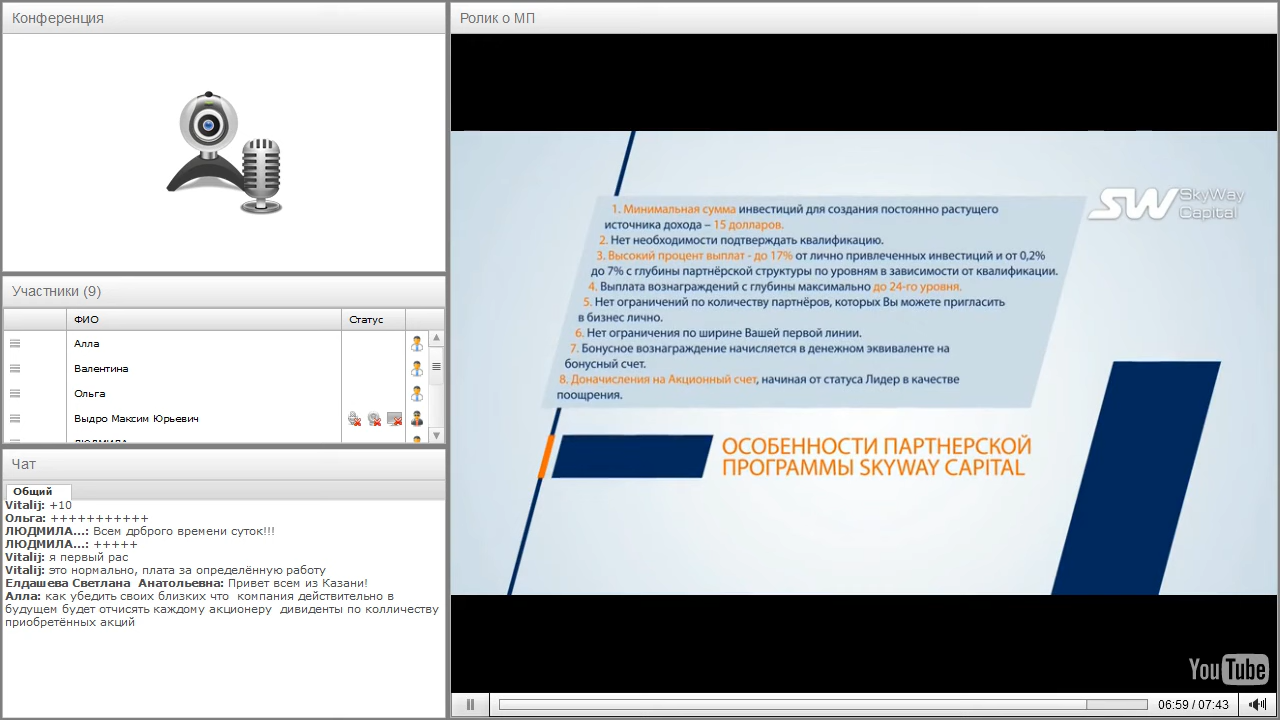 Конференция
Ролик о МП
SW SkyWay
Capital
1. Минимальная сумма инвестиций для создания постоянно растущего
источника дохода – 15 долларов.
2. Нет необходимости подтверждать квалификацию.
3. Высокий процент выплат - до 17% от лично привлеченных инвестиций и от 0,2%
до 7% с глубины партнёрской структуры по уровням в зависимости от квалификации.
4. Выплата вознаграждений с глубины максимально до 24-го уровня.
5. Нет ограничений по количеству партнёров, которых Вы можете пригласить
в бизнес лично.
6. Нет ограничения по ширине Вашей первой линии.
7. Бонусное вознаграждение начисляется в денежном эквиваленте на
бонусный счет.
8. Доначисления на Акционный счет, начиная от статуса Лидер в качестве
поощрения.
ОСОБЕННОСТИ ПАРТНЕРСКОЙ
ПРОГРАММЫ SKYWAY CAPITAL
YouTube
06:59 / 07:43
Участники (9)
ФИО Статус
Алла
Валентина
Ольга
Выдро Максим Юрьевич
ЛЮДМИЛА
Чат
Общий
Vitalij: +10
Ольга: +++++++++++
ЛЮДМИЛА...: Всем дрброго времени суток!!!
ЛЮДМИЛА...: +++++
Vitalij: я первый рас
Vitalij: это нормально, плата за определённую работу
Елдашева Светлана Анатольевна: Привет всем из Казани!
Алла: как убедить своих близких что компания действительно в
будущем будет отчисять каждому акционеру дивиденты по колличеству
приобретённых акций